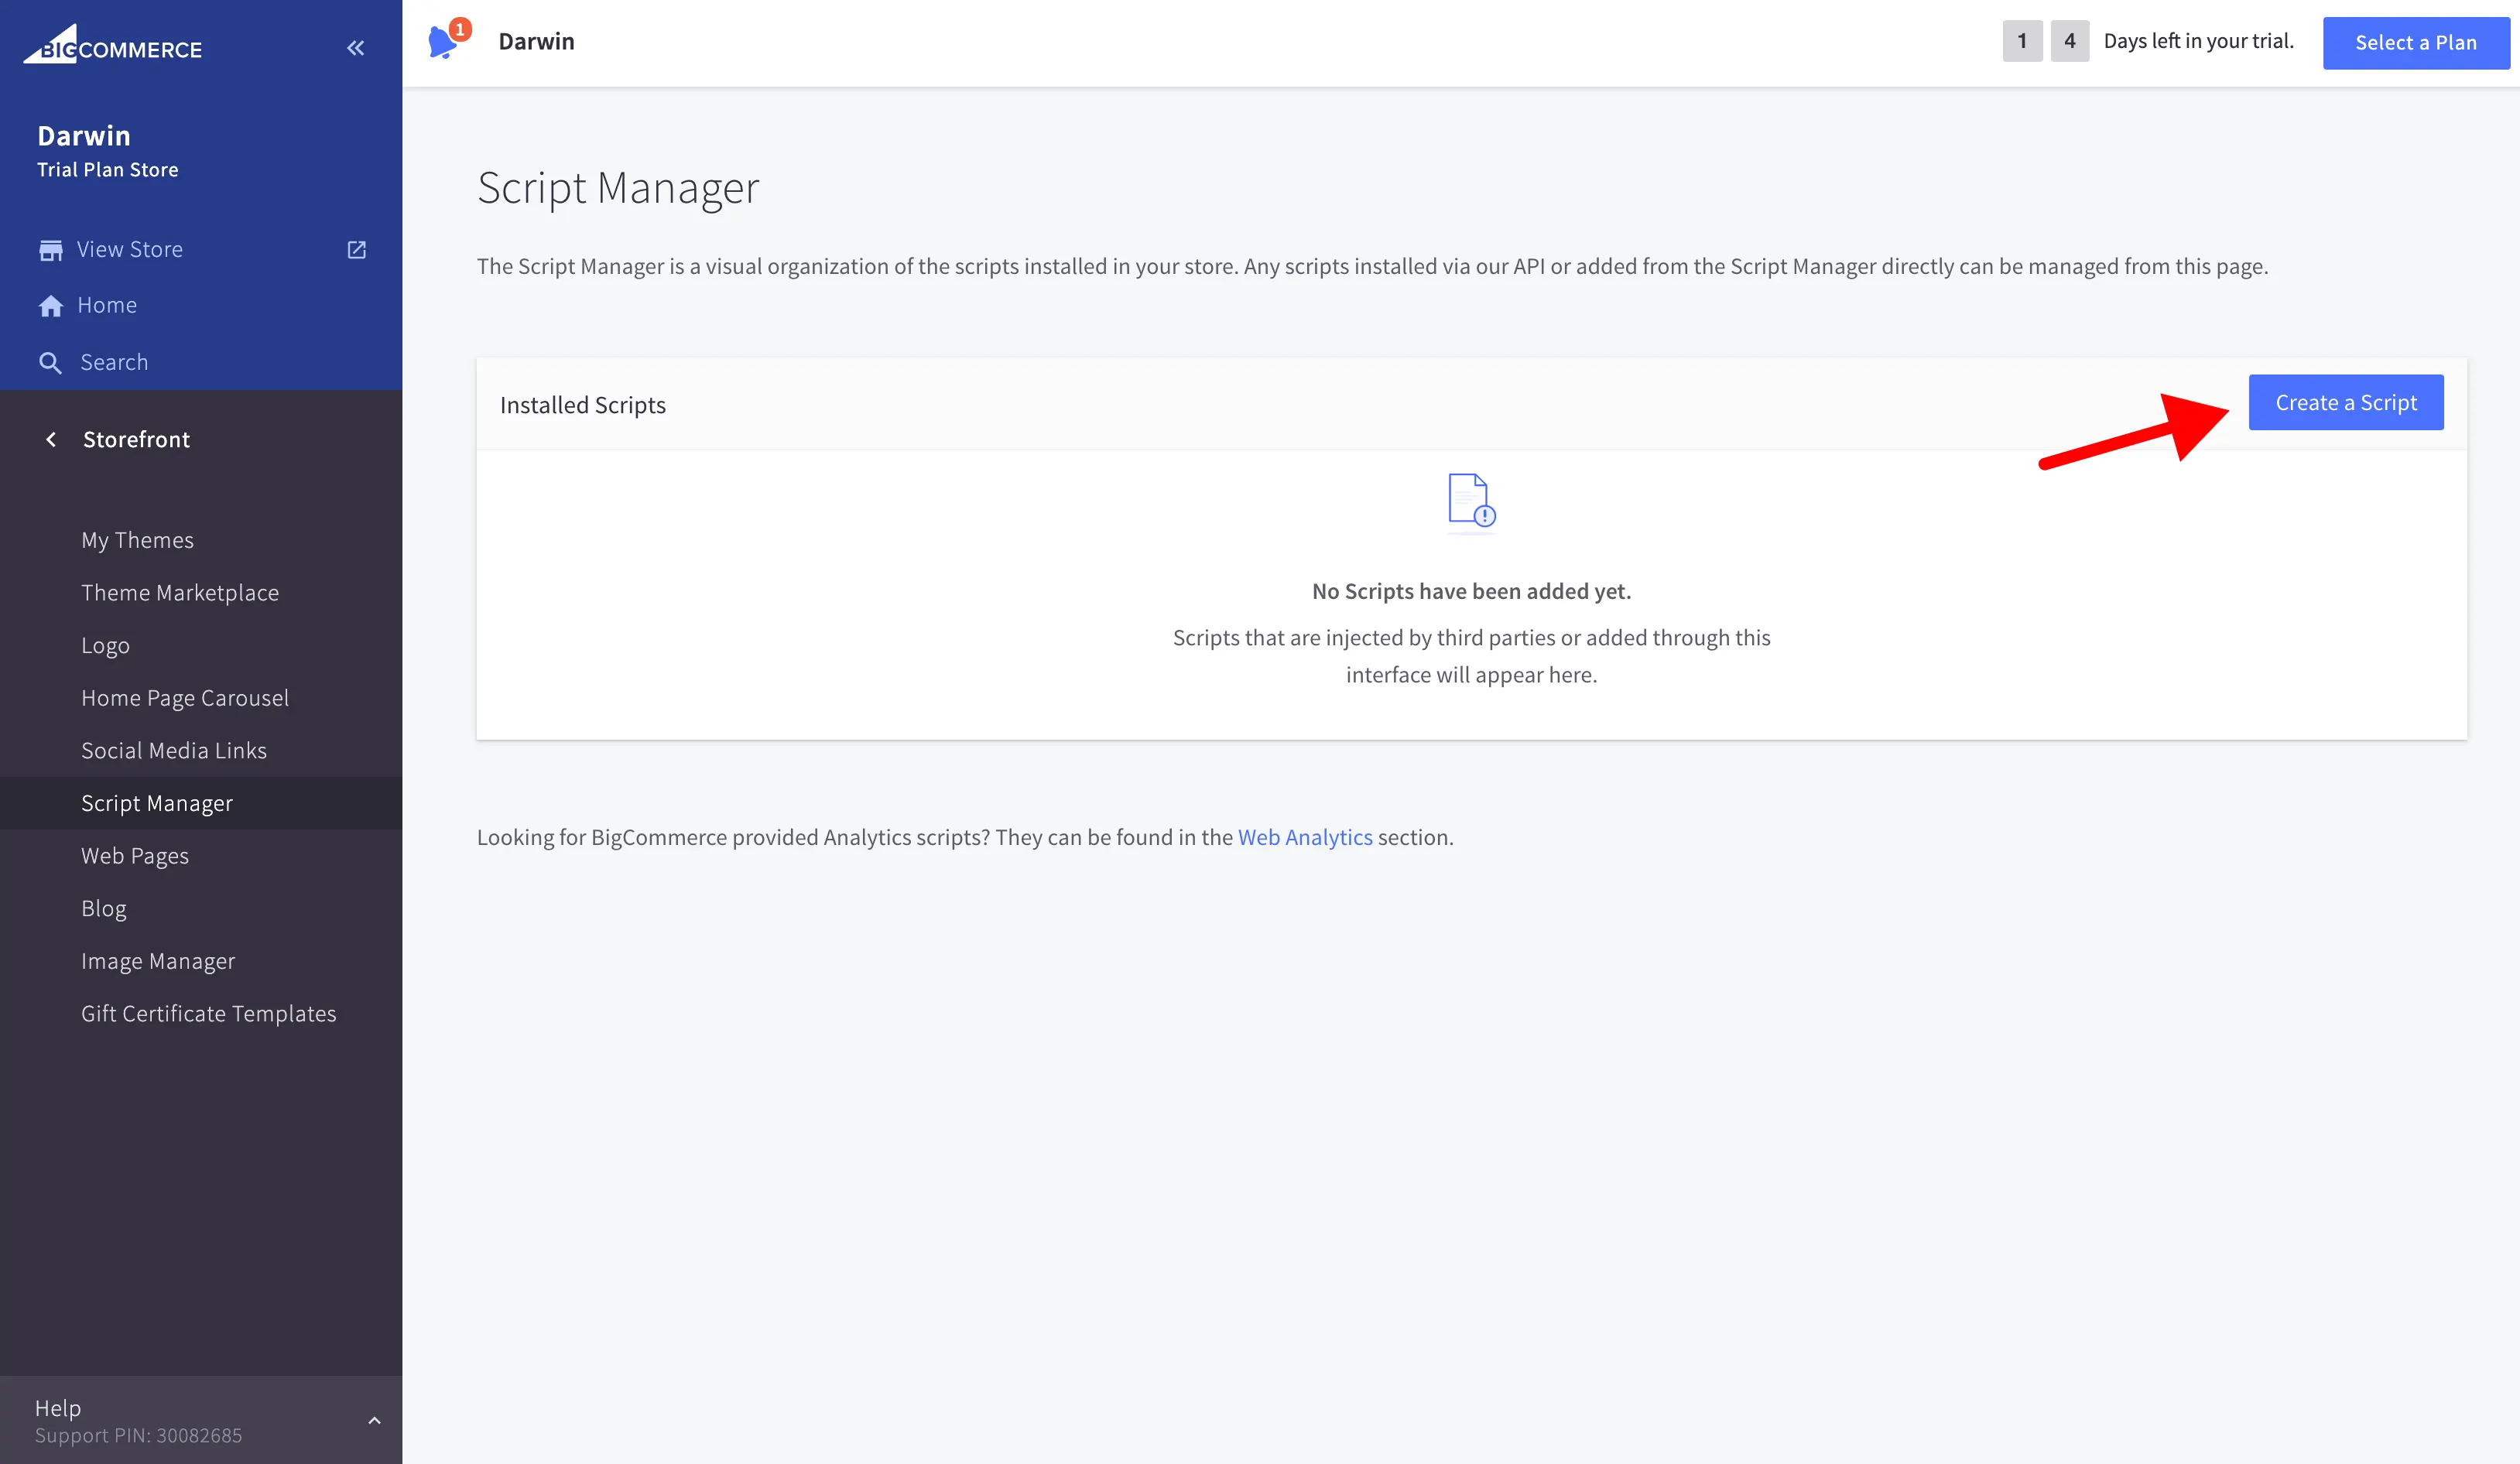 BIGCOMMERCE
Darwin
Trial Plan Store
View Store
Home
Search
Storefront
My Themes
Theme Marketplace
Logo
Home Page Carousel
Social Media Links
Script Manager
Web Pages
Blog
Image Manager
Gift Certificate Templates
Help
Support PIN: 30082685
1
Darwin
1 4 Days left in your trial.
Select a Plan
Script Manager
The Script Manager is a visual organization of the scripts installed in your store. Any scripts installed via our API or added from the Script Manager directly can be managed from this page.
Installed Scripts
Create a Script
No Scripts have been added yet.
Scripts that are injected by third parties or added through this
interface will appear here.
Looking for BigCommerce provided Analytics scripts? They can be found in the Web Analytics section.